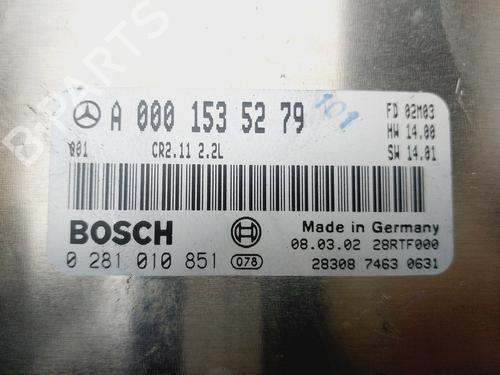 B-PARTS
A 000 153 52 79
101
FD 02M03
HW 14.00
Q01 CR2.11 2.2L
SW 14.01
BOSCH
Made in Germany
08.03.02 28RTF000
0 281 010 851 078
28308 7463 0631